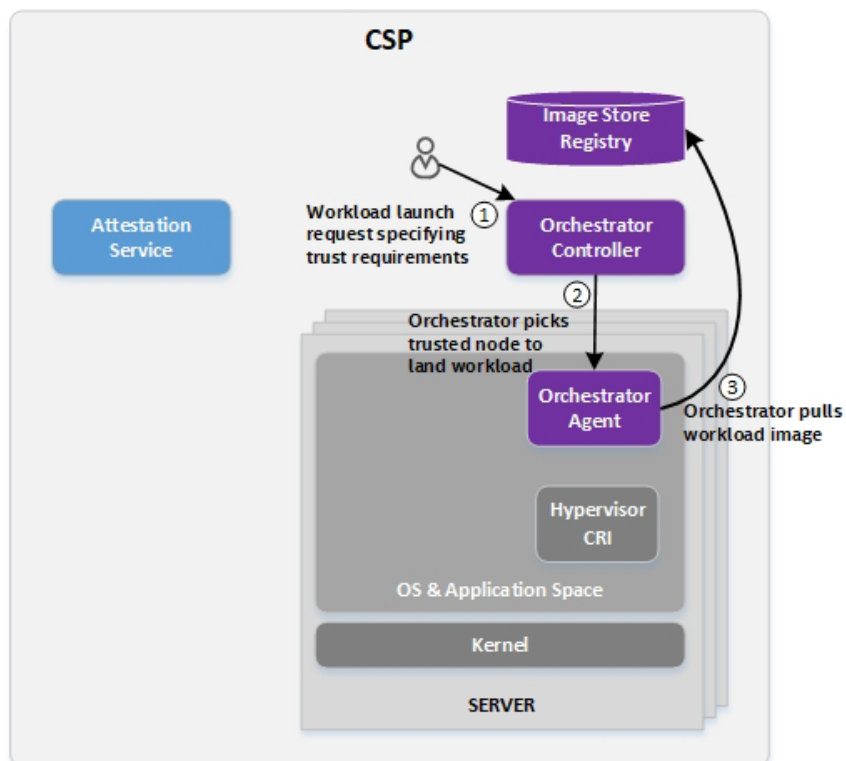 CSP
Image Store
Registry
Attestation
Service
Workload launch
request specifying
trust requirements
1
Orchestrator
Controller
2
Orchestrator picks
trusted node to
land workload
Orchestrator
Agent
3
Orchestrator pulls
workload image
Hypervisor
CRI
OS & Application Space
Kernel
SERVER